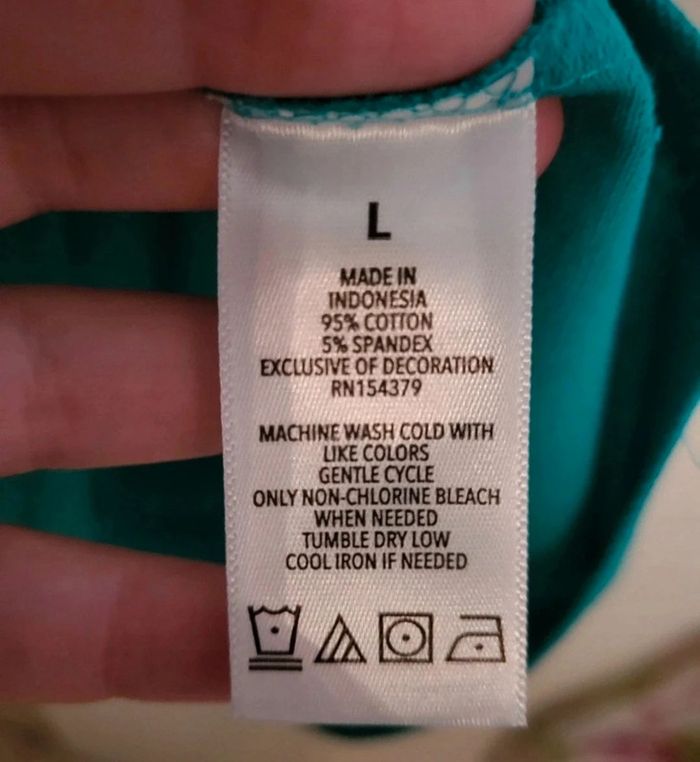 L
MADE IN
INDONESIA
95% COTTON
5% SPANDEX
EXCLUSIVE OF DECORATION
RN154379
MACHINE WASH COLD WITH
LIKE COLORS
GENTLE CYCLE
ONLY NON-CHLORINE BLEACH
WHEN NEEDED
TUMBLE DRY LOW
COOL IRON IF NEEDED